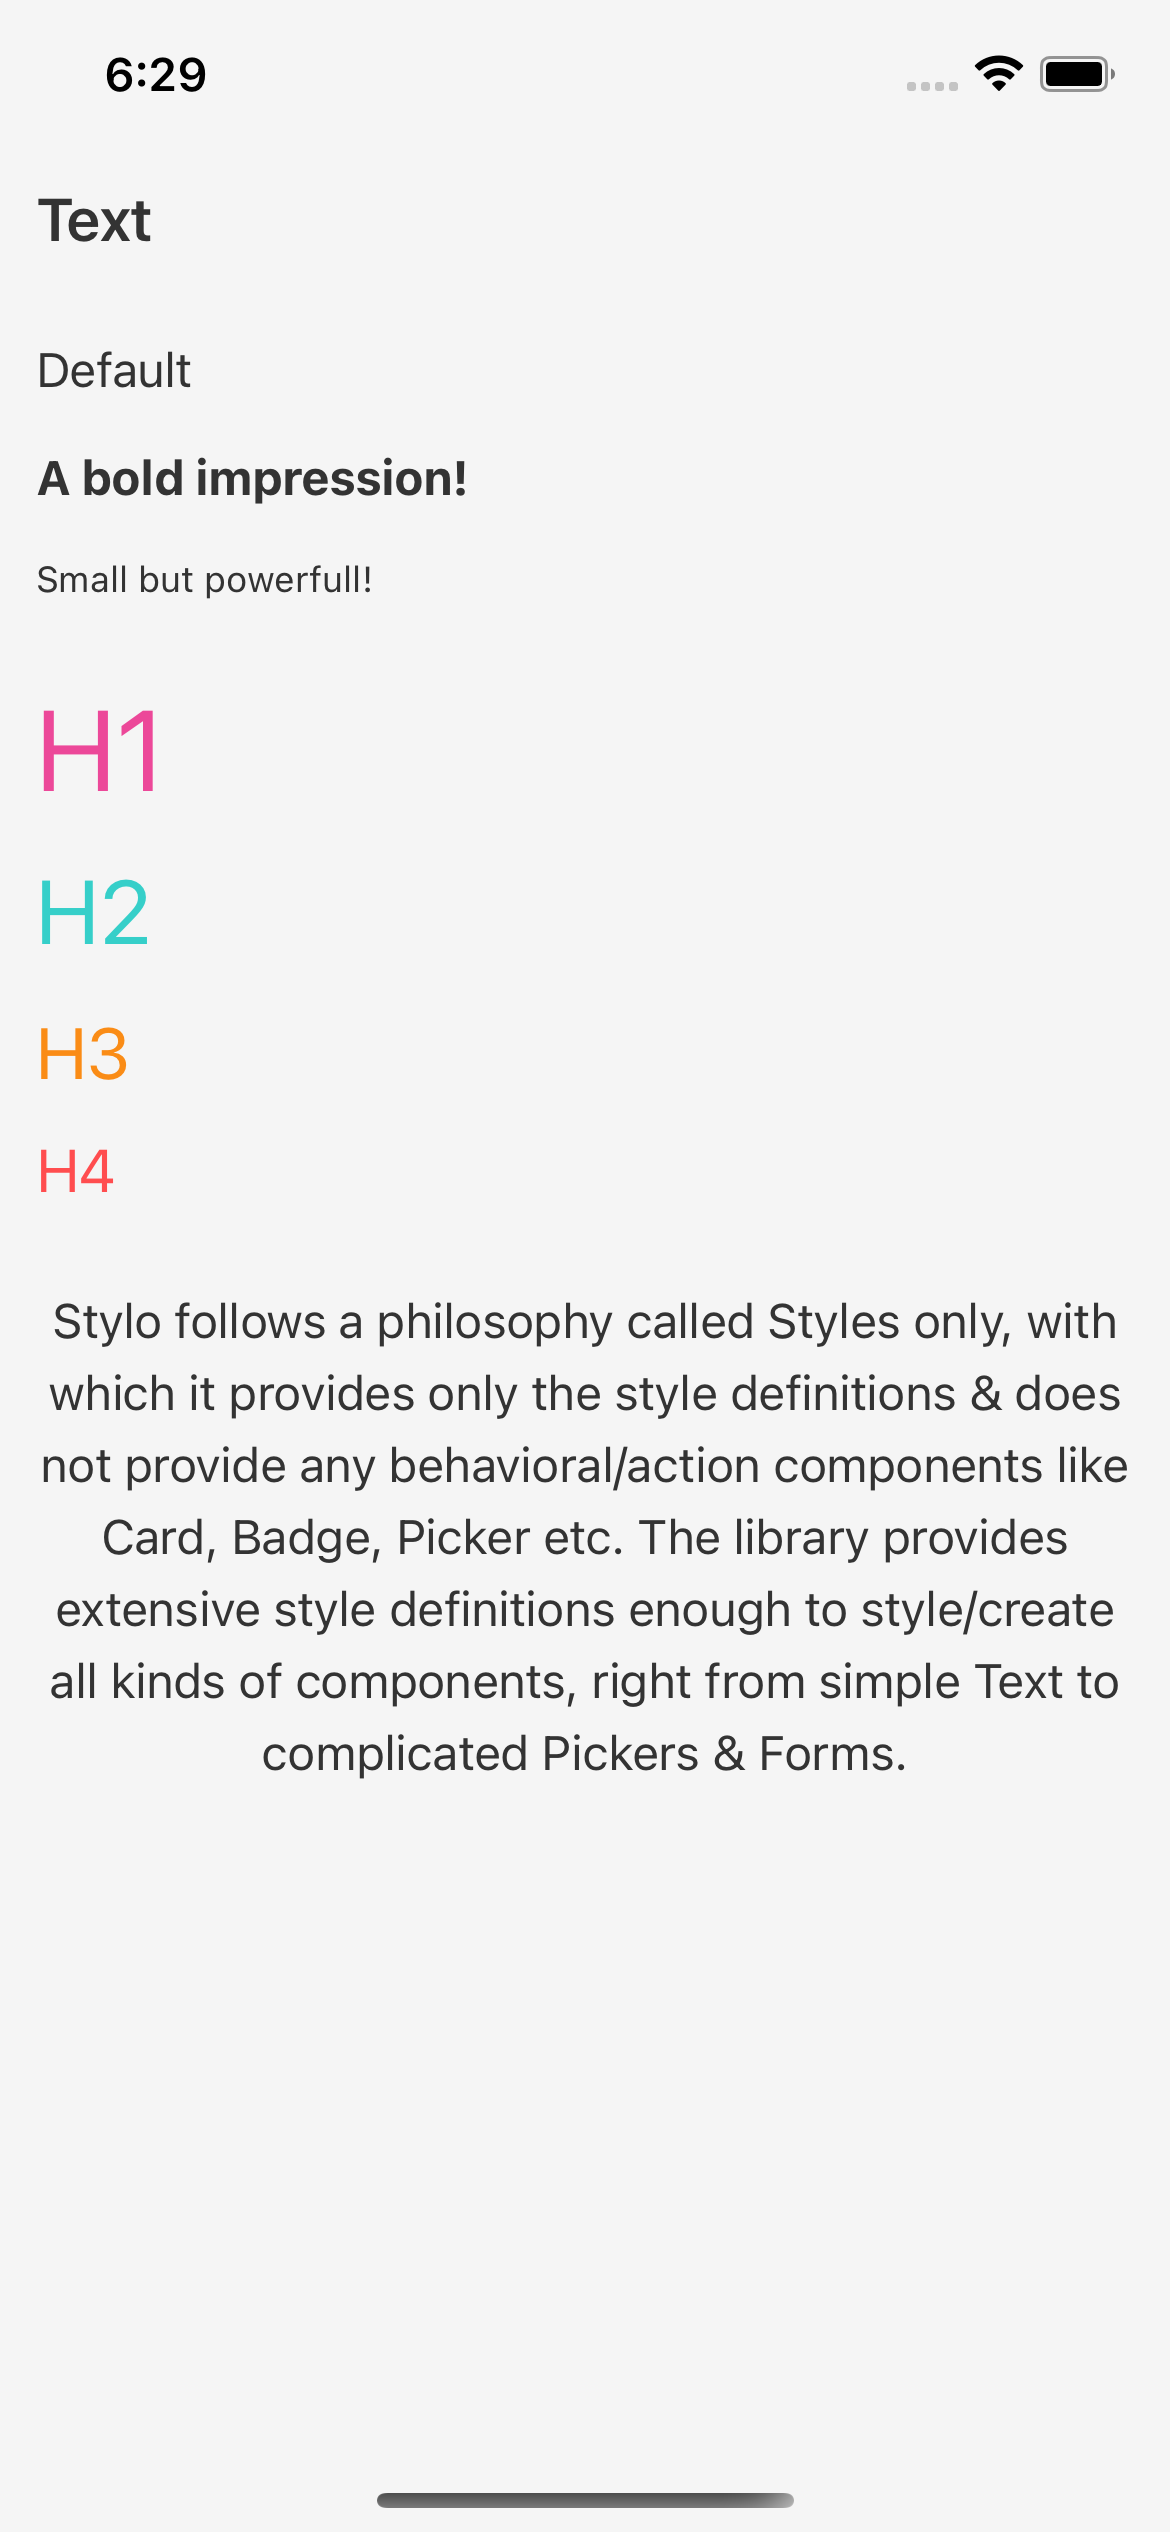 6:29
Text
Default
A bold impression!
Small but powerfull!
H1
H2
H3
H4
Stylo follows a philosophy called Styles only, with
which it provides only the style definitions & does
not provide any behavioral/action components like
Card, Badge, Picker etc. The library provides
extensive style definitions enough to style/create
all kinds of components, right from simple Text to
complicated Pickers & Forms.